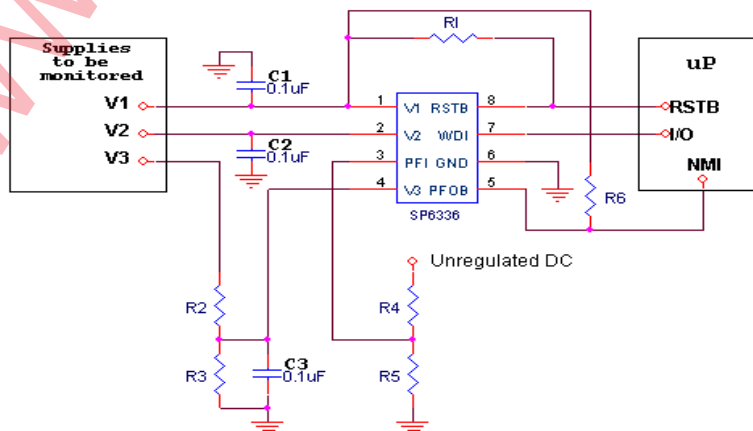 Supplies
to be
monitored
V1
V2
V3
C1
0.1uF
C2
0.1uF
R1
1 V1 RSTB 8
2 V2 WDI 7
3 PFI GND 6
4 V3 PFOB 5
SP6336
uP
RSTB
I/O
NMI
R6
Unregulated DC
R2
R4
R3
C3
0.1uF
R5